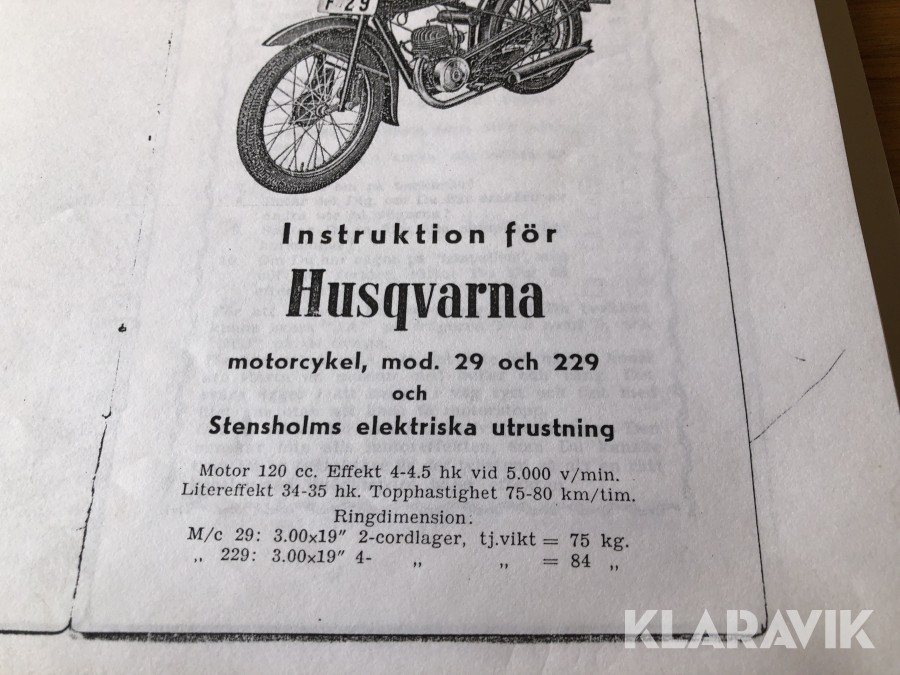 F 29
Instruktion för
Husqvarna
motorcykel, mod. 29 och 229
och
Stensholms elektriska utrustning
Motor 120 cc. Effekt 4-4.5 hk vid 5.000 v/min.
Litereffekt 34-35 hk. Topphastighet 75-80 km/tim.
Ringdimension.
M/c 29: 3.00x19″ 2-cordlager, tj.vikt = 75 kg.
„ 229: 3.00x19″ 4- „ „ = 84 „
KLARAVIK